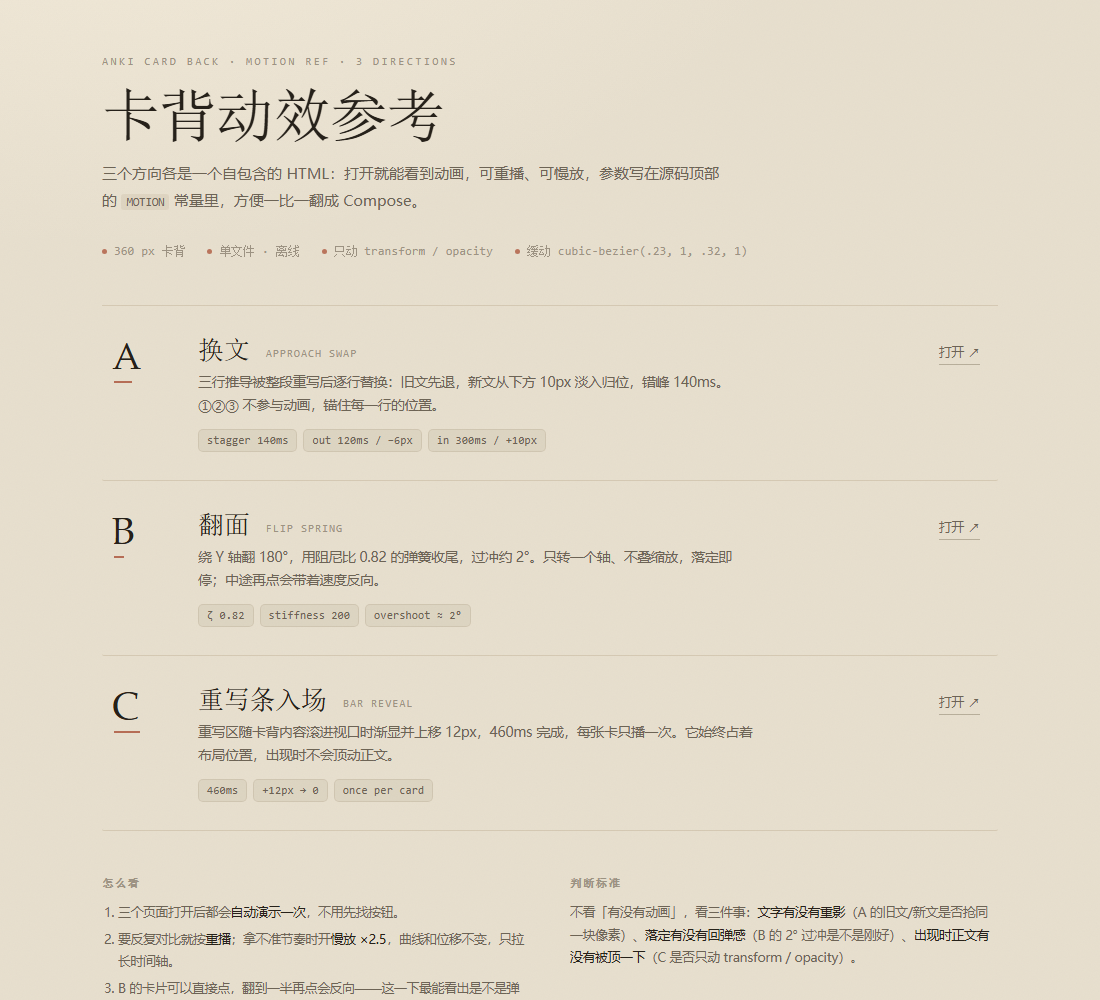 ANKI CARD BACK · MOTION REF · 3 DIRECTIONS
卡背动效参考
三个方向各是一个自包含的 HTML：打开就能看到动画，可重播、可慢放，参数写在源码顶部
的 MOTION 常量里，方便一比一翻成 Compose。
360 px 卡背 单文件 · 离线 只动 transform / opacity 缓动 cubic-bezier(.23, 1, .32, 1)
A 换文 APPROACH SWAP 打开 ↗
三行推导被整段重写后逐行替换：旧文先退，新文从下方 10px 淡入归位，错峰 140ms。
①②③ 不参与动画，锚住每一行的位置。
stagger 140ms out 120ms / −6px in 300ms / +10px
B 翻面 FLIP SPRING 打开 ↗
绕 Y 轴翻 180°，用阻尼比 0.82 的弹簧收尾，过冲约 2°。只转一个轴、不叠缩放，落定即
停；中途再点会带着速度反向。
ζ 0.82 stiffness 200 overshoot ≈ 2°
C 重写条入场 BAR REVEAL 打开 ↗
重写区随卡背内容滚进视口时渐显并上移 12px，460ms 完成，每张卡只播一次。它始终占着
布局位置，出现时不会顶动正文。
460ms +12px → 0 once per card
怎么看
1. 三个页面打开后都会自动演示一次，不用先找按钮。
2. 要反复对比就按重播；拿不准节奏时开慢放 ×2.5，曲线和位移不变，只拉
长时间轴。
3. B 的卡片可以直接点，翻到一半再点会反向——这一下最能看出是不是弹
判断标准
不看「有没有动画」，看三件事：文字有没有重影（A 的旧文/新文是否抢同
一块像素）、落定有没有回弹感（B 的 2° 过冲是不是刚好）、出现时正文有
没有被顶一下（C 是否只动 transform / opacity）。